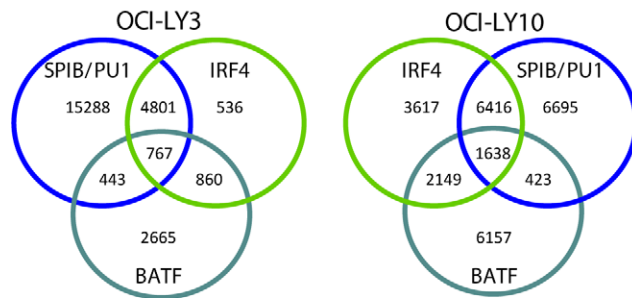 OCI-LY3
SPIB/PU1
IRF4
15288
4801
536
767
443
860
2665
BATF
OCI-LY10
IRF4
SPIB/PU1
3617
6416
6695
1638
2149
423
6157
BATF